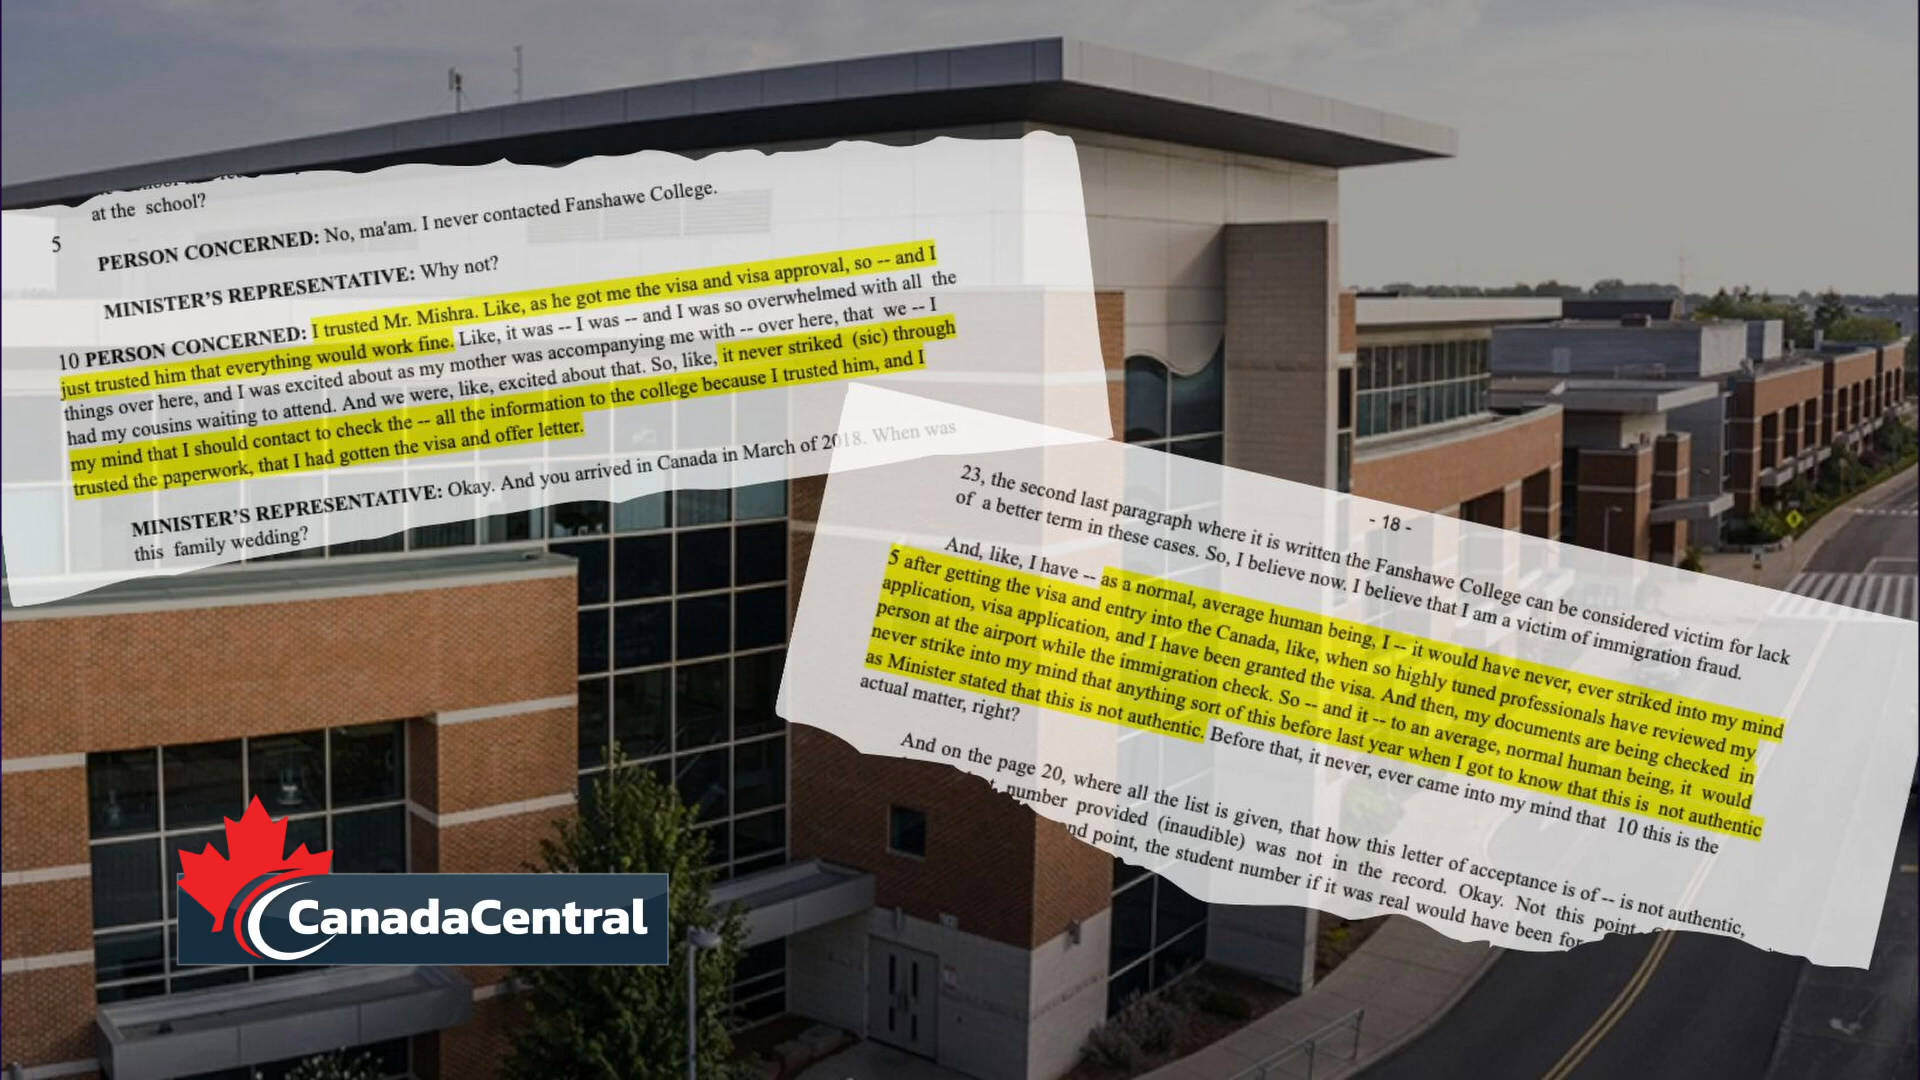 at the school?
5
PERSON CONCERNED: No, ma'am. I never contacted Fanshawe College.
MINISTER'S REPRESENTATIVE: Why not?
10 PERSON CONCERNED: I trusted Mr. Mishra. Like, as he got me the visa and visa approval, so -- and I
just trusted him that everything would work fine. Like, it was -- I was -- and I was so overwhelmed with all the
things over here, and I was excited about as my mother was accompanying me with -- over here, that we -- I
had my cousins waiting to attend. And we were, like, excited about that. So, like, it never striked (sic) through
my mind that I should contact to check the -- all the information to the college because I trusted him, and I
trusted the paperwork, that I had gotten the visa and offer letter.
MINISTER'S REPRESENTATIVE: Okay. And you arrived in Canada in March of 2018. When was
this family wedding?
- 18 -
23, the second last paragraph where it is written the Fanshawe College can be considered victim for lack
of a better term in these cases. So, I believe now. I believe that I am a victim of immigration fraud.
And, like, I have -- as a normal, average human being, I -- it would have never, ever striked into my mind
5 after getting the visa and entry into the Canada, like, when so highly tuned professionals have reviewed my
application, visa application, and I have been granted the visa. And then, my documents are being checked in
person at the airport while the immigration check. So -- and it -- to an average, normal human being, it would
never strike into my mind that anything sort of this before last year when I got to know that this is not authentic
as Minister stated that this is not authentic. Before that, it never, ever came into my mind that 10 this is the
actual matter, right?
And on the page 20, where all the list is given, that how this letter of acceptance is of -- is not authentic,
number provided (inaudible) was not in the record. Okay. Not this point
point, the student number if it was real would have been for
CanadaCentral